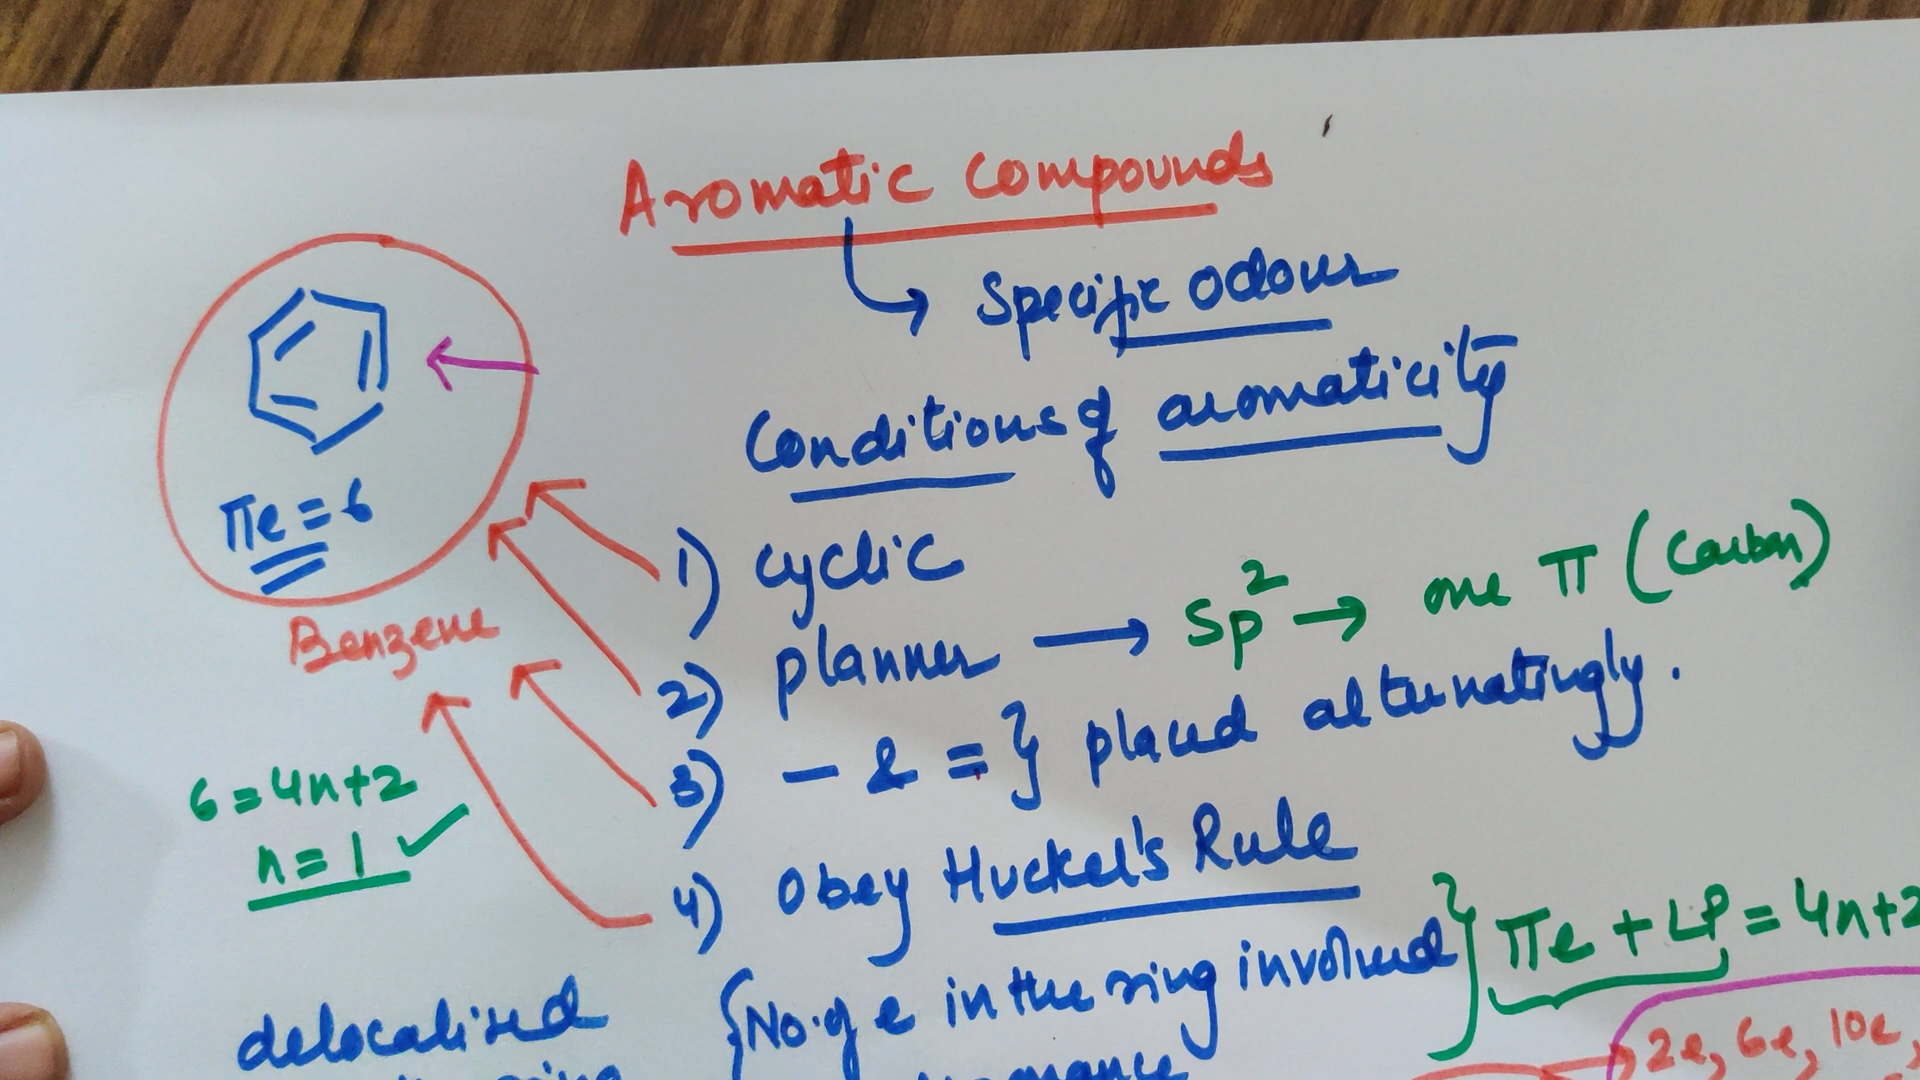 Aromatic Compounds
Specific odour
Conditions of aromaticity
πe = 6
Benzene
1) cyclic
2) planner → sp² → one π (Carbon)
3) – & = } placed alternatingly.
6 = 4n+2
n = 1 ✓
4) Obey Huckel's Rule
{No. of e in the ring involved } πe + LP = 4n+2
delocalised
2e, 6e, 10e,